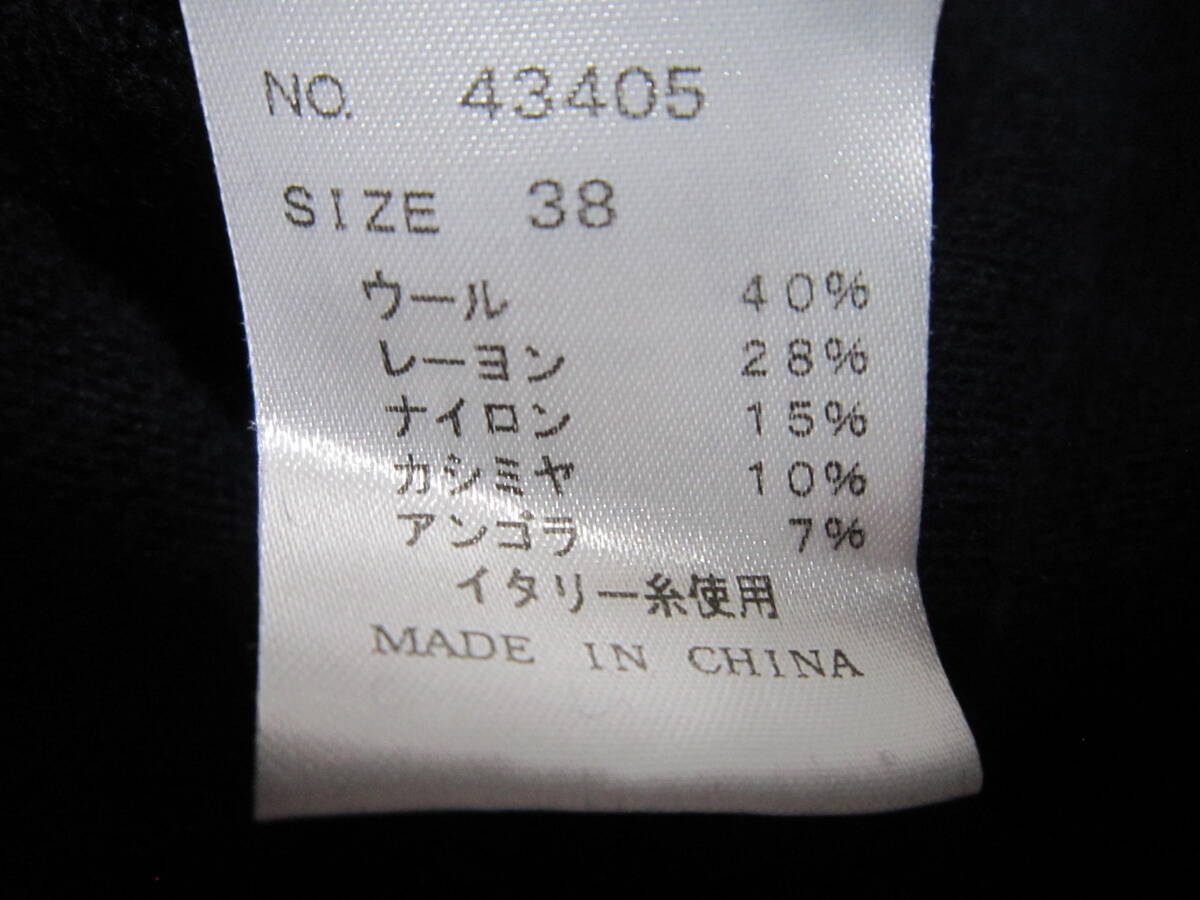 NO. 43405
SIZE 38
ウール 40%
レーヨン 28%
ナイロン 15%
カシミヤ 10%
アンゴラ 7%
イタリー糸使用
MADE IN CHINA